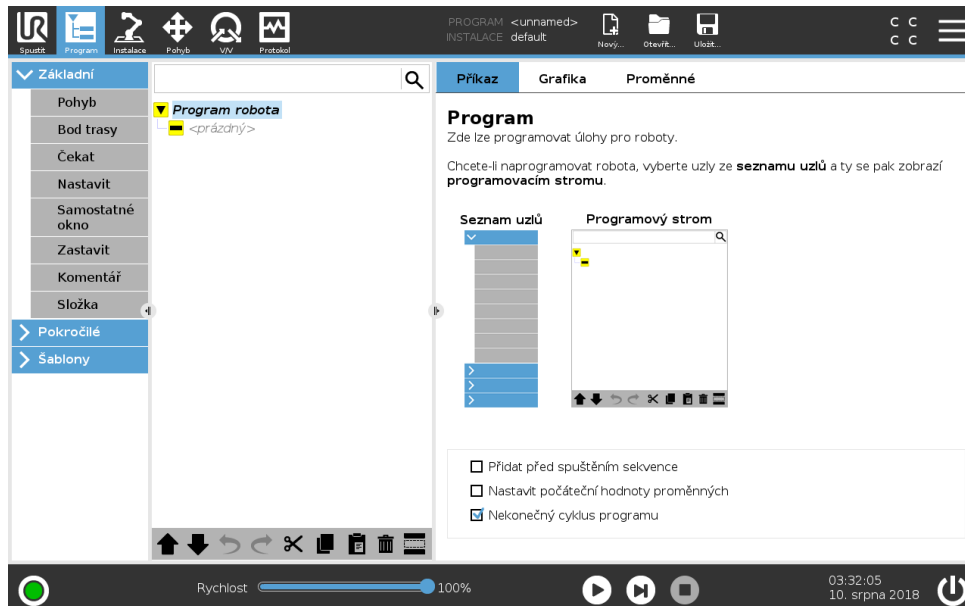 PROGRAM <unnamed>
INSTALACE default
C C
C C
Spustit
Program
Instalace
Pohyb
V/V
Protokol
Nový...
Otevřít...
Uložit...
Základní
Pohyb
Bod trasy
Čekat
Nastavit
Samostatné
okno
Zastavit
Komentář
Složka
Pokročilé
Šablony
Program robota
<prázdný>
Příkaz
Grafika
Proměnné
Program
Zde lze programovat úlohy pro roboty.
Chcete-li naprogramovat robota, vyberte uzly ze seznamu uzlů a ty se pak zobrazí
programovacím stromu.
Seznam uzlů
Programový strom
Přidat před spuštěním sekvence
Nastavit počáteční hodnoty proměnných
Nekonečný cyklus programu
Rychlost
100%
03:32:05
10. srpna 2018